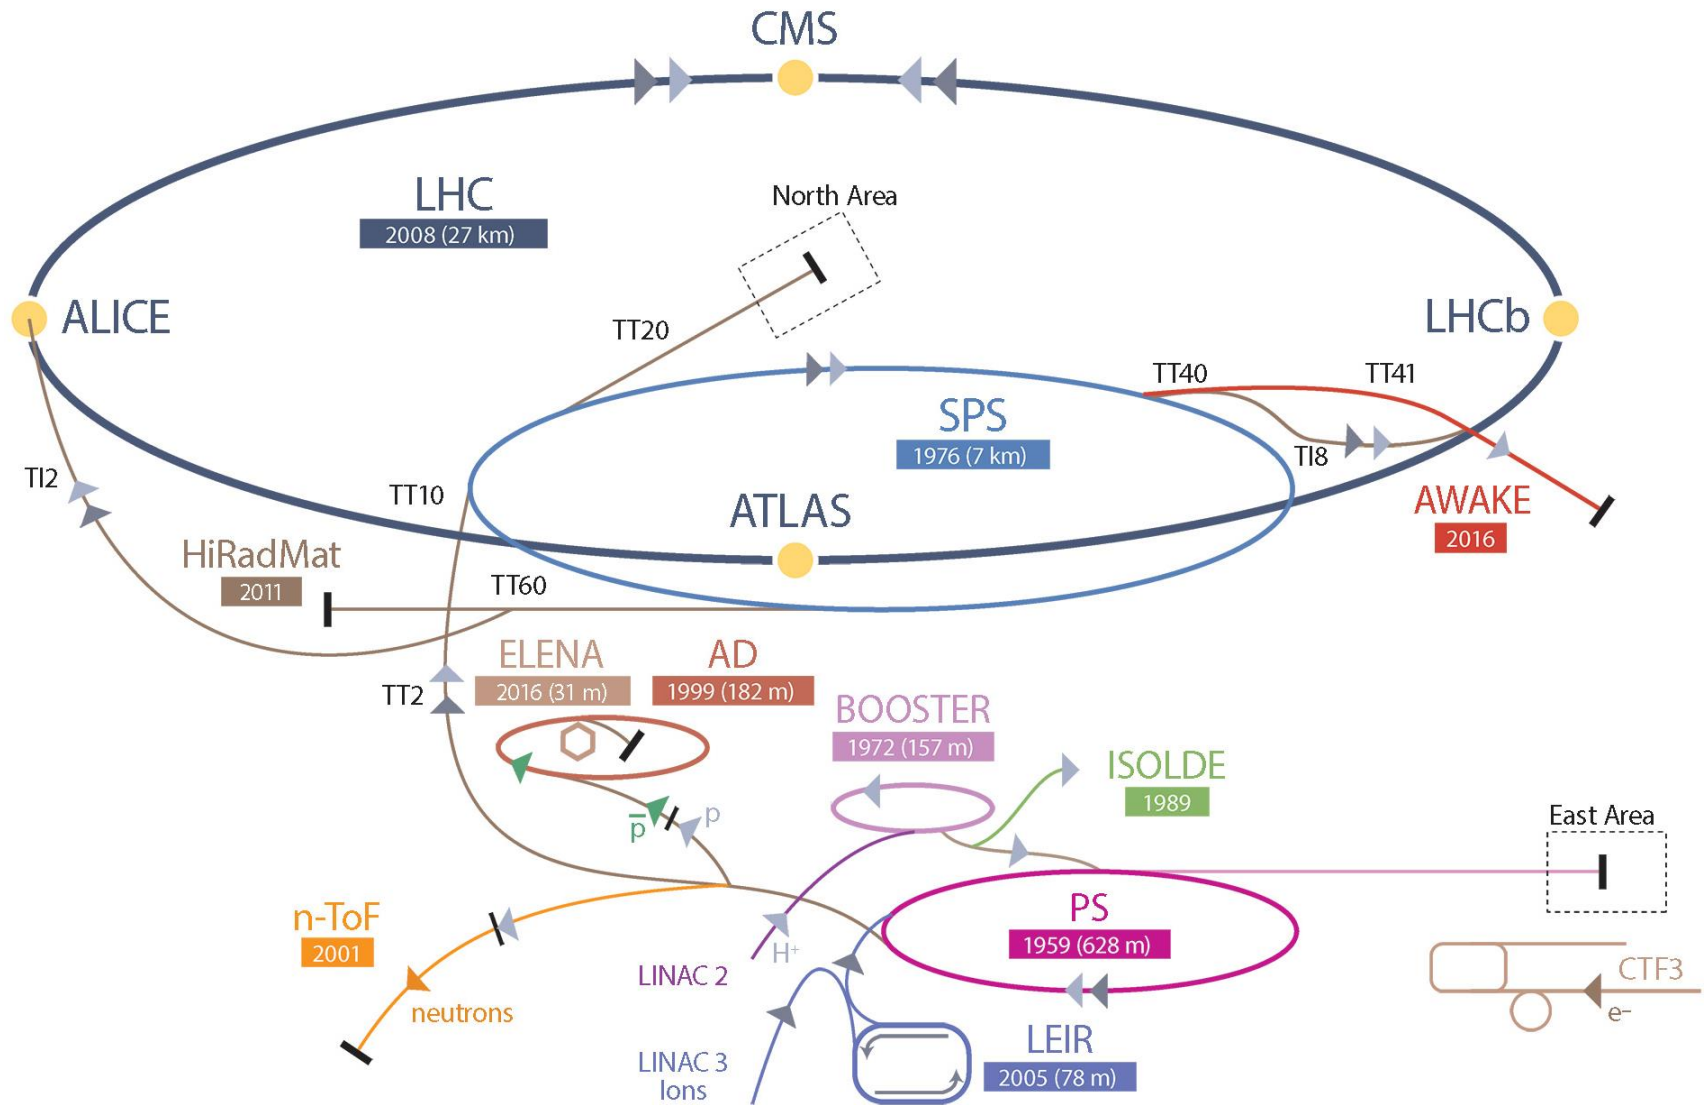 CMS
LHC
2008 (27 km)
North Area
ALICE
TT20
LHCb
TT40
TT41
SPS
1976 (7 km)
TI8
TI2
TT10
ATLAS
AWAKE
2016
HiRadMat
2011
TT60
ELENA
2016 (31 m)
AD
1999 (182 m)
TT2
BOOSTER
1972 (157 m)
ISOLDE
1989
p̅
p
East Area
n-ToF
2001
PS
1959 (628 m)
H⁺
LINAC 2
CTF3
e⁻
neutrons
LEIR
2005 (78 m)
LINAC 3
Ions